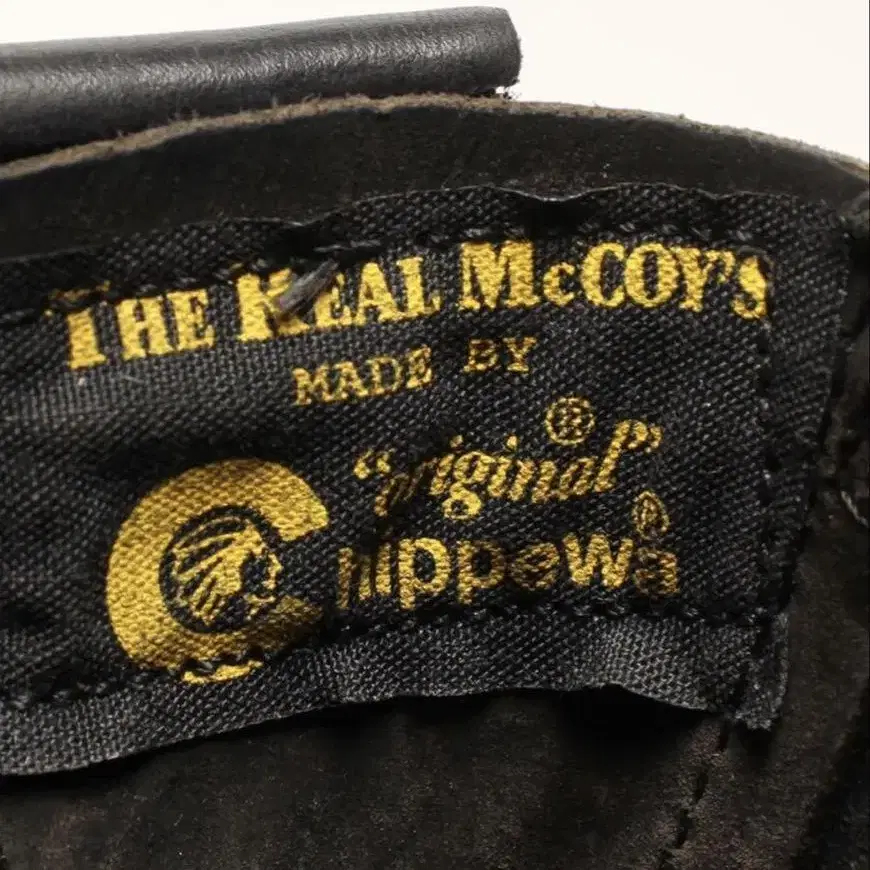 THE REAL McCOY'S
MADE BY
"original"®
Chippewa®